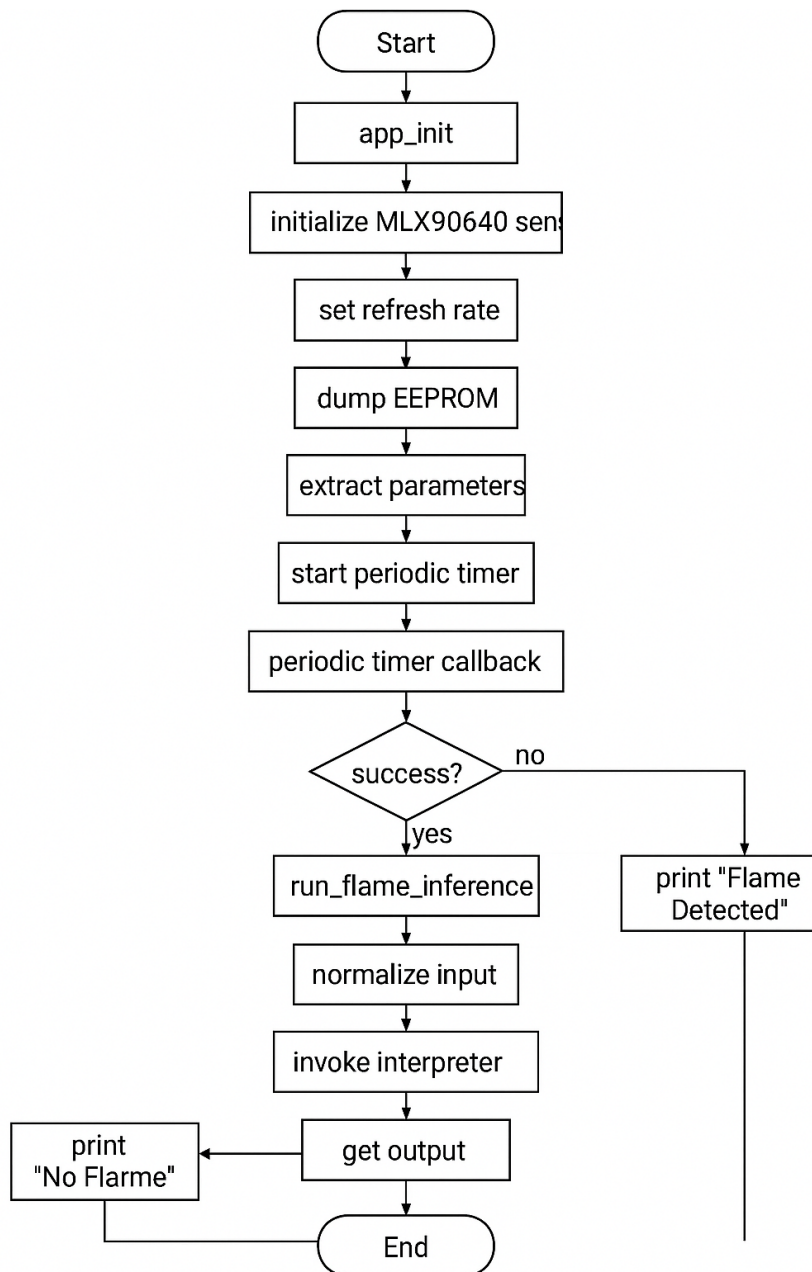 Start
app_init
initialize MLX90640 sens
set refresh rate
dump EEPROM
extract parameters
start periodic timer
periodic timer callback
success?
no
yes
run_flame_inference
print "Flame
Detected"
normalize input
invoke interpreter
get output
print
"No Flarme"
End